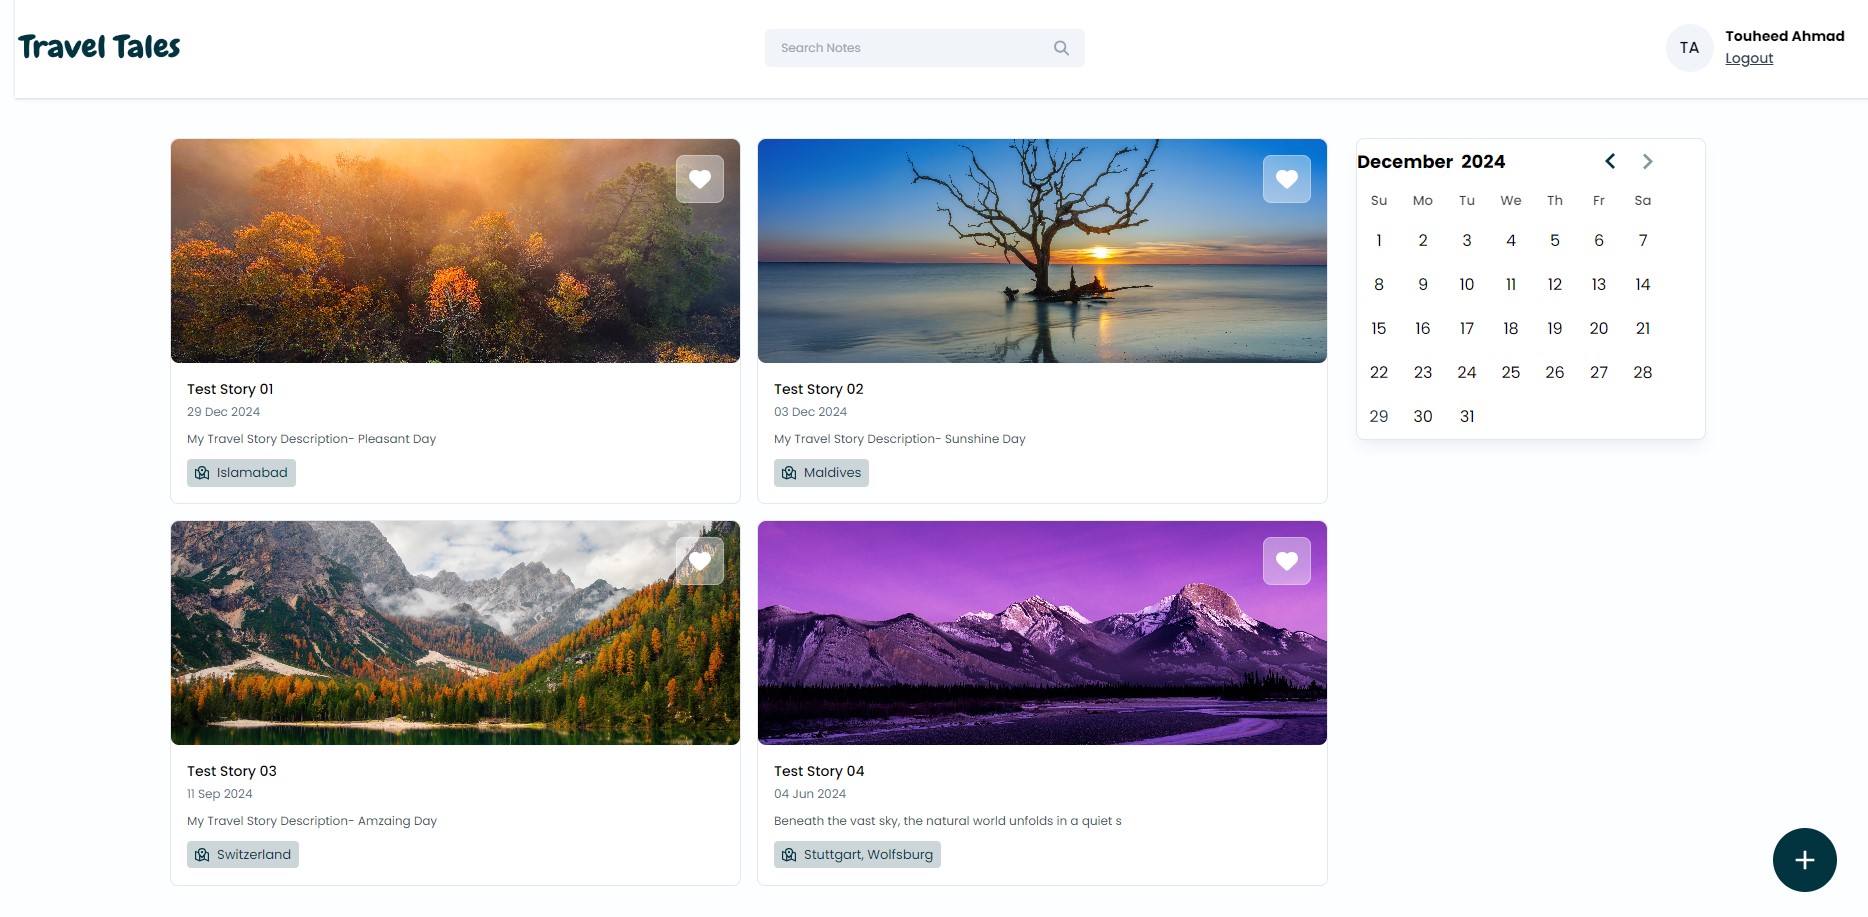 Travel Tales
Search Notes
TA
Touheed Ahmad
Logout
Test Story 01
29 Dec 2024
My Travel Story Description- Pleasant Day
Islamabad
Test Story 02
03 Dec 2024
My Travel Story Description- Sunshine Day
Maldives
Test Story 03
11 Sep 2024
My Travel Story Description- Amzaing Day
Switzerland
Test Story 04
04 Jun 2024
Beneath the vast sky, the natural world unfolds in a quiet s
Stuttgart, Wolfsburg
December 2024
Su Mo Tu We Th Fr Sa
1 2 3 4 5 6 7
8 9 10 11 12 13 14
15 16 17 18 19 20 21
22 23 24 25 26 27 28
29 30 31